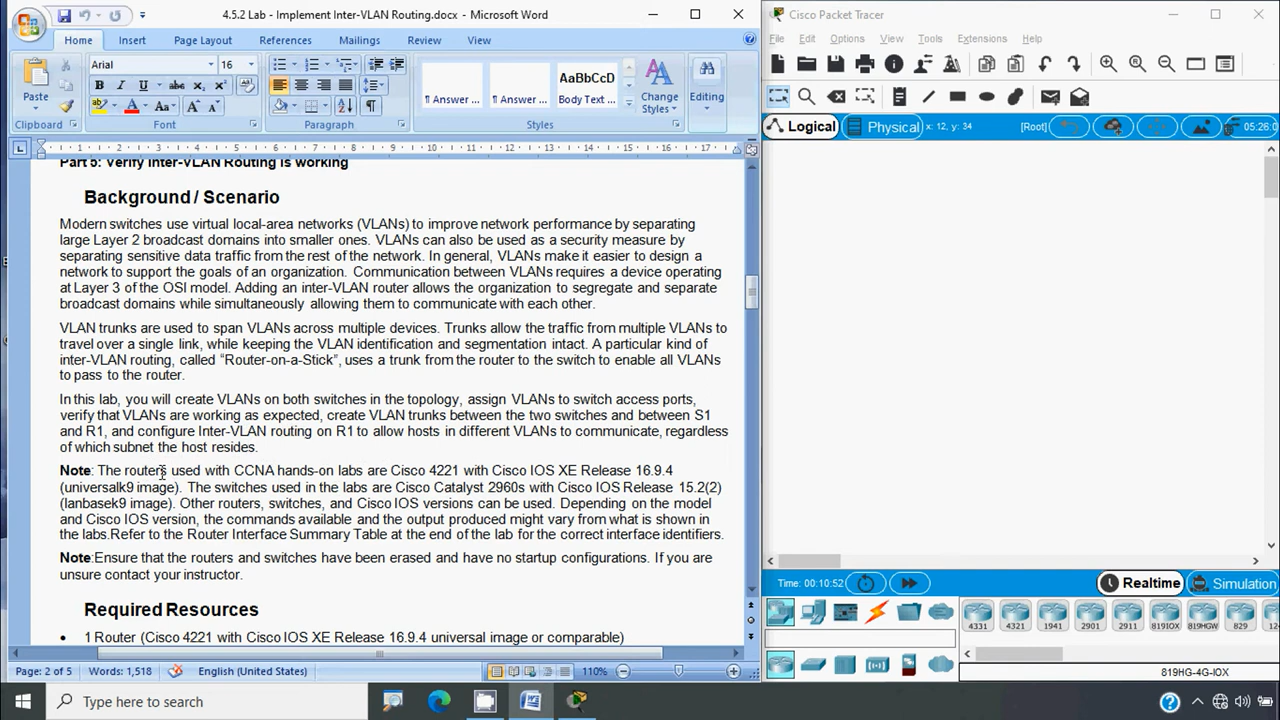 4.5.2 Lab - Implement Inter-VLAN Routing.docx - Microsoft Word
Cisco Packet Tracer
Home Insert Page Layout References Mailings Review View
File Edit Options View Tools Extensions Help
Arial 16
AaBbCcD
Paste
¶ Answer ... ¶ Answer ... Body Text ...
Change Styles
Editing
Clipboard Font Paragraph Styles
Logical Physical x: 12, y: 34 [Root] 05:26:0
Part 5: Verify Inter-VLAN Routing is working
Background / Scenario
Modern switches use virtual local-area networks (VLANs) to improve network performance by separating
large Layer 2 broadcast domains into smaller ones. VLANs can also be used as a security measure by
separating sensitive data traffic from the rest of the network. In general, VLANs make it easier to design a
network to support the goals of an organization. Communication between VLANs requires a device operating
at Layer 3 of the OSI model. Adding an inter-VLAN router allows the organization to segregate and separate
broadcast domains while simultaneously allowing them to communicate with each other.
VLAN trunks are used to span VLANs across multiple devices. Trunks allow the traffic from multiple VLANs to
travel over a single link, while keeping the VLAN identification and segmentation intact. A particular kind of
inter-VLAN routing, called “Router-on-a-Stick”, uses a trunk from the router to the switch to enable all VLANs
to pass to the router.
In this lab, you will create VLANs on both switches in the topology, assign VLANs to switch access ports,
verify that VLANs are working as expected, create VLAN trunks between the two switches and between S1
and R1, and configure Inter-VLAN routing on R1 to allow hosts in different VLANs to communicate, regardless
of which subnet the host resides.
Note: The routers used with CCNA hands-on labs are Cisco 4221 with Cisco IOS XE Release 16.9.4
(universalk9 image). The switches used in the labs are Cisco Catalyst 2960s with Cisco IOS Release 15.2(2)
(lanbasek9 image). Other routers, switches, and Cisco IOS versions can be used. Depending on the model
and Cisco IOS version, the commands available and the output produced might vary from what is shown in
the labs.Refer to the Router Interface Summary Table at the end of the lab for the correct interface identifiers.
Note:Ensure that the routers and switches have been erased and have no startup configurations. If you are
unsure contact your instructor.
Required Resources
• 1 Router (Cisco 4221 with Cisco IOS XE Release 16.9.4 universal image or comparable)
Time: 00:10:52 Realtime Simulation
4331 4321 1941 2901 2911 819IOX 819HGW 829
819HG-4G-IOX
Page: 2 of 5 Words: 1,518 English (United States) 110%
Type here to search